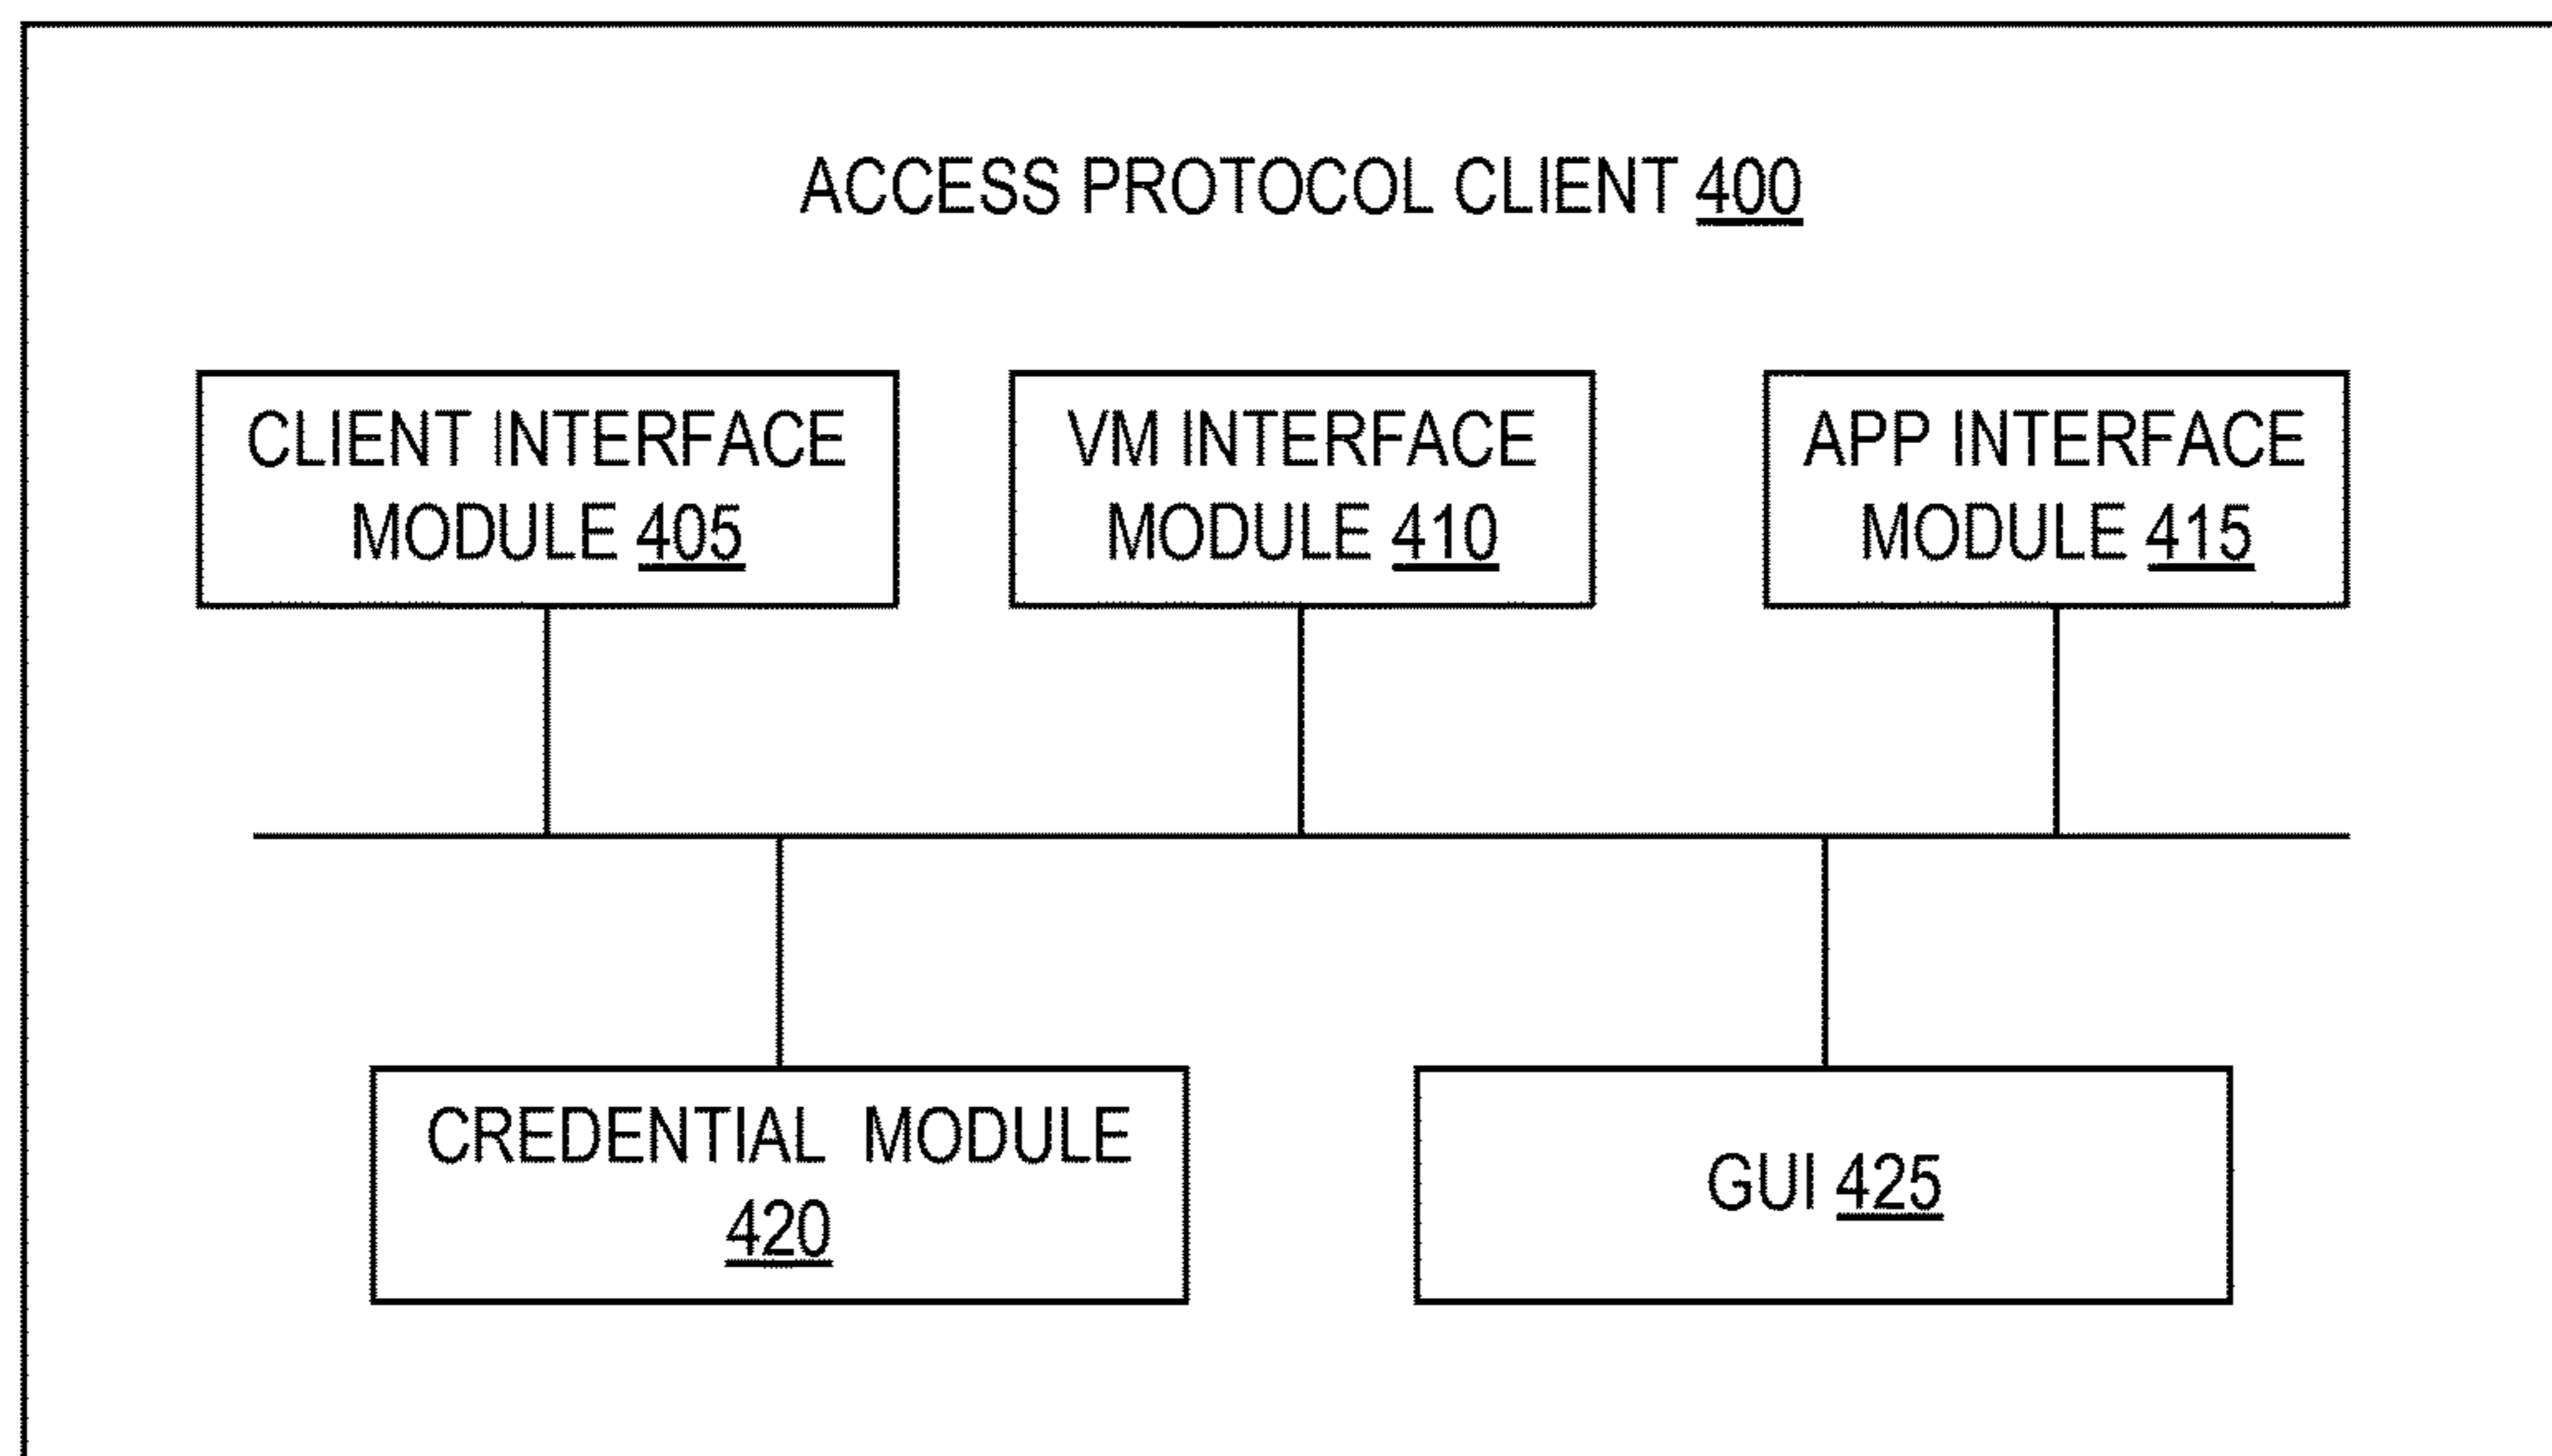 ACCESS PROTOCOL CLIENT 400
CLIENT INTERFACE
MODULE 405
VM INTERFACE
MODULE 410
APP INTERFACE
MODULE 415
CREDENTIAL MODULE
420
GUI 425